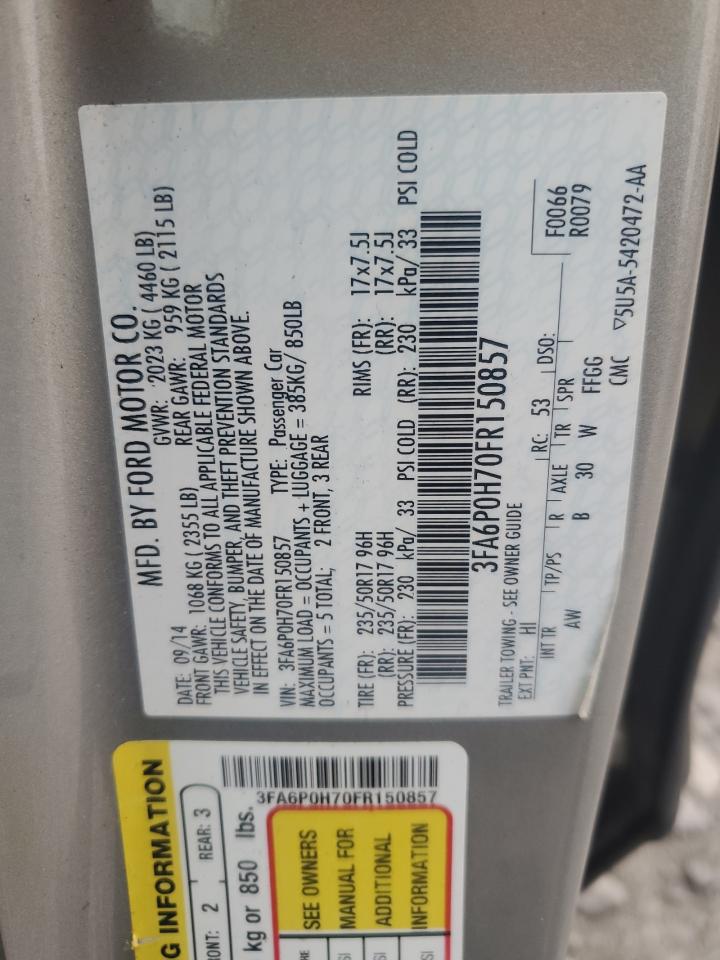 MFD. BY FORD MOTOR CO.
DATE: 09/14 GVWR: 2023 KG ( 4460 LB)
FRONT GAWR: 1068 KG ( 2355 LB) REAR GAWR: 959 KG ( 2115 LB)
THIS VEHICLE CONFORMS TO ALL APPLICABLE FEDERAL MOTOR
VEHICLE SAFETY, BUMPER, AND THEFT PREVENTION STANDARDS
IN EFFECT ON THE DATE OF MANUFACTURE SHOWN ABOVE.
VIN: 3FA6P0H70FR150857 TYPE: Passenger Car
MAXIMUM LOAD = OCCUPANTS + LUGGAGE = 385KG/ 850LB
OCCUPANTS = 5 TOTAL; 2 FRONT, 3 REAR
TIRE (FR): 235/50R17 96H RIMS (FR): 17x7.5J
(RR): 235/50R17 96H (RR): 17x7.5J
PRESSURE (FR): 230 kPa/ 33 PSI COLD (RR): 230 kPa/ 33 PSI COLD
3FA6P0H70FR150857
TRAILER TOWING - SEE OWNER GUIDE
EXT PNT: HI RC: 53 DSO: F0066
R0079
INT TR TP/PS R AXLE TR SPR
AW B 30 W FFGG
CMC ▽5U5A-5420472-AA
G INFORMATION
RONT: 2 REAR: 3
kg or 850 lbs.
3FA6P0H70FR150857
SEE OWNERS
MANUAL FOR
ADDITIONAL
INFORMATION